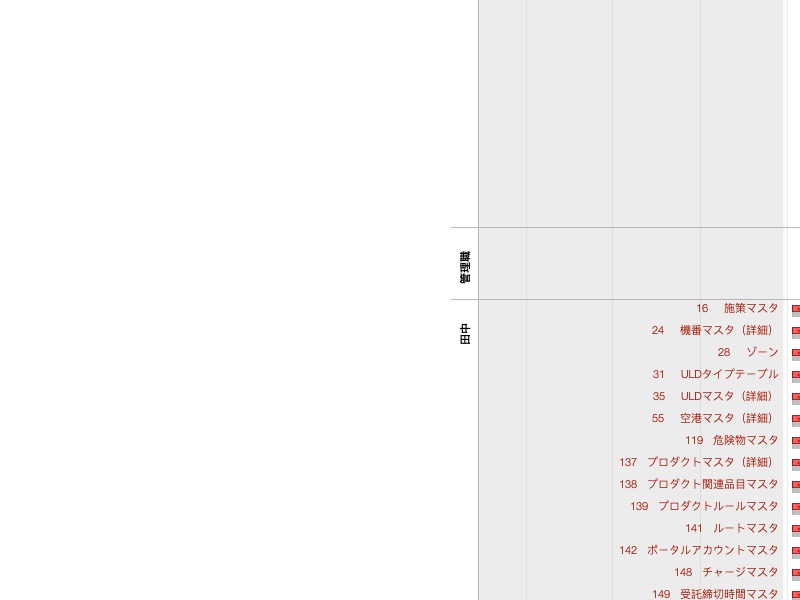 管理職
田中
16 施策マスタ
24 機番マスタ（詳細）
28 ゾーン
31 ULDタイプテーブル
35 ULDマスタ（詳細）
55 空港マスタ（詳細）
119 危険物マスタ
137 プロダクトマスタ（詳細）
138 プロダクト関連品目マスタ
139 プロダクトルールマスタ
141 ルートマスタ
142 ポータルアカウントマスタ
148 チャージマスタ
149 受託締切時間マスタ